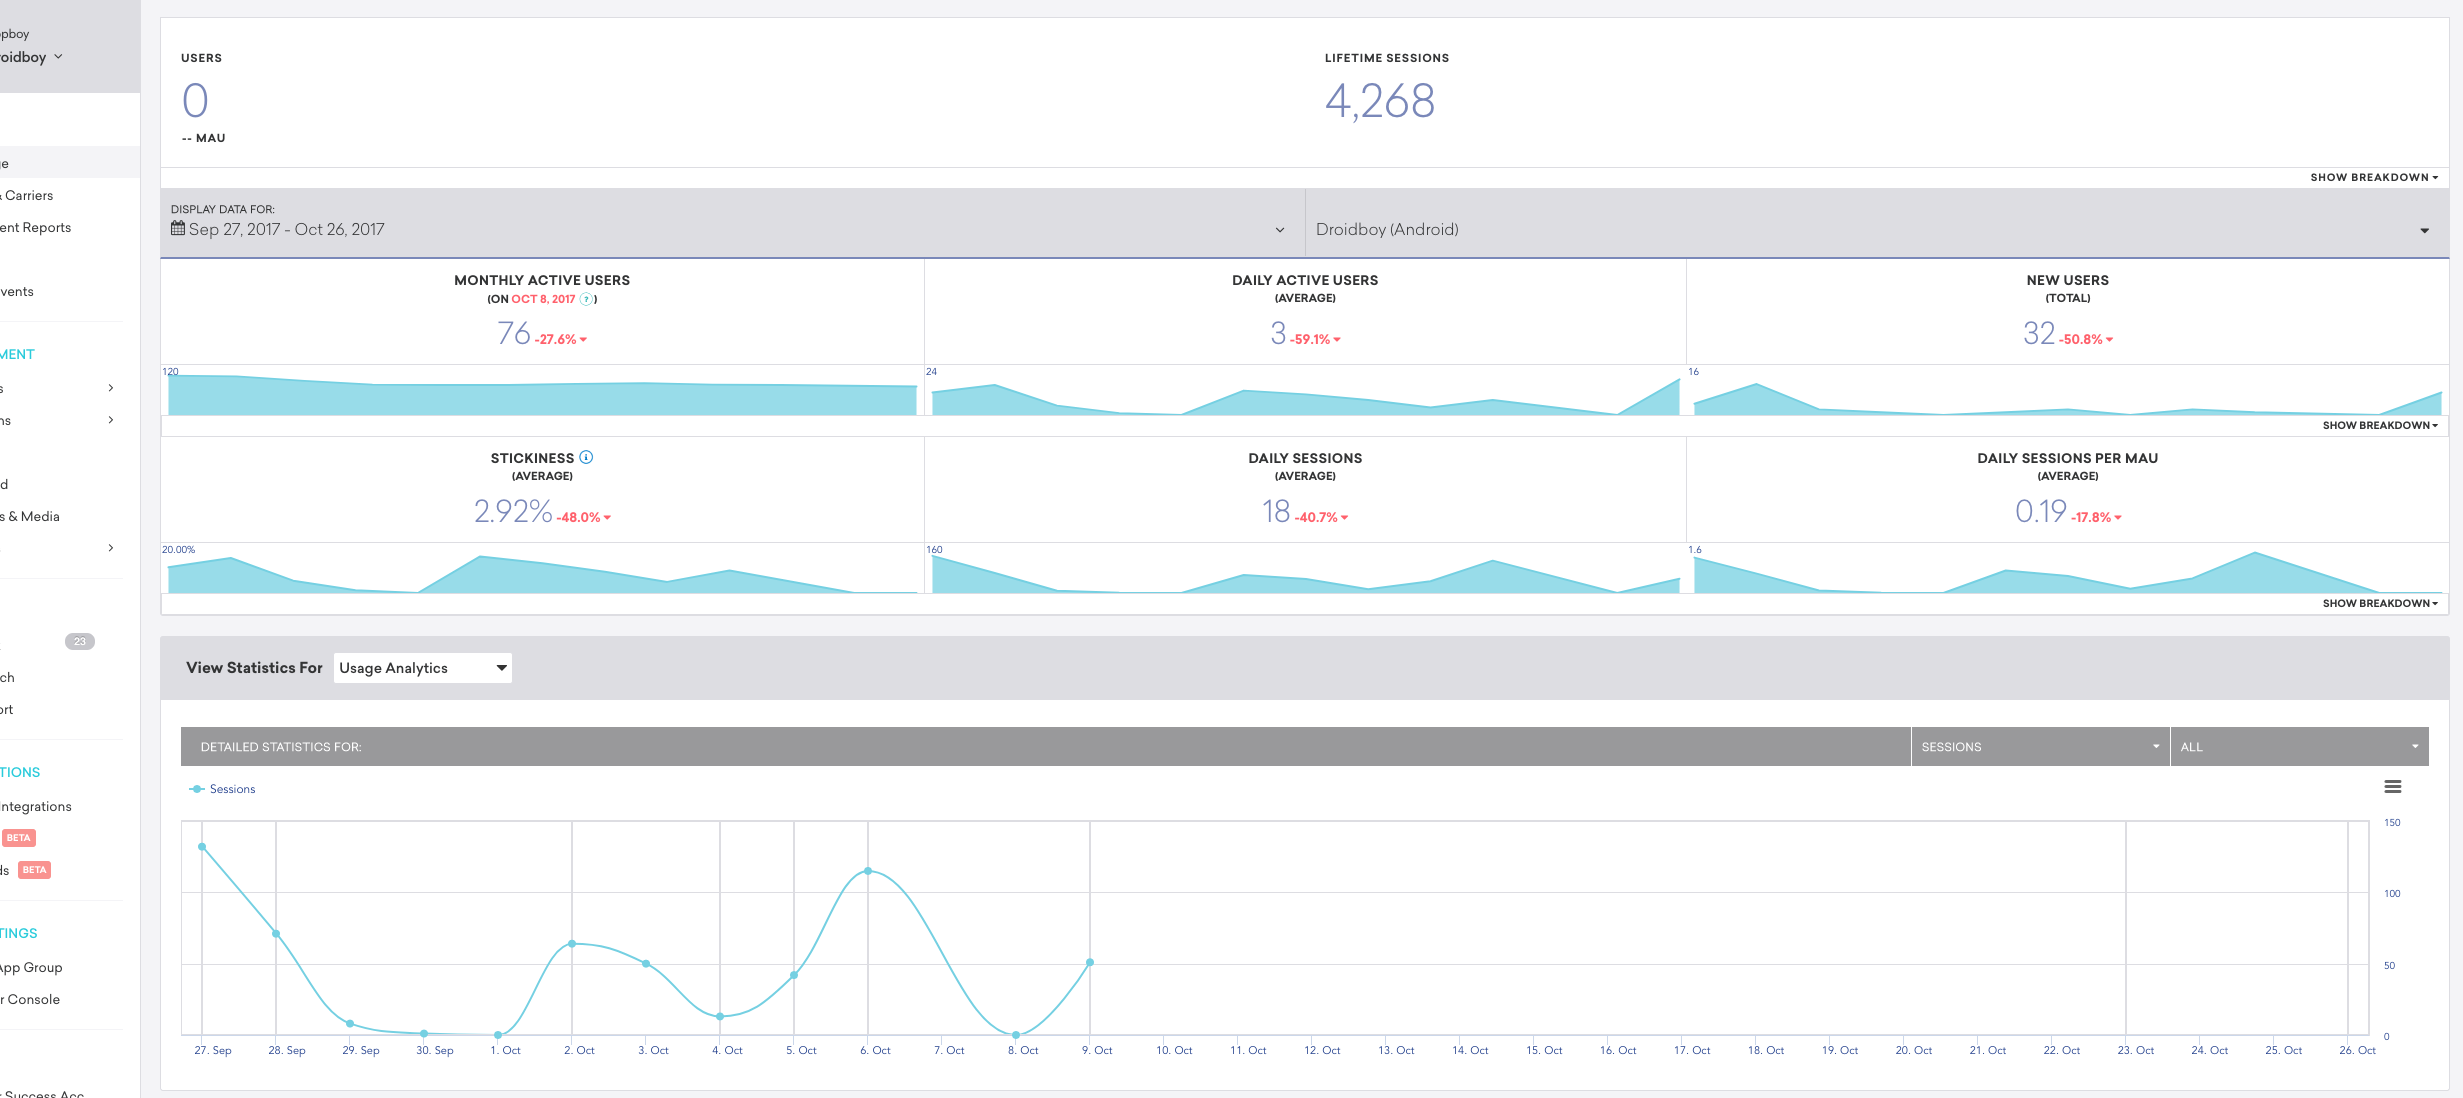 pboy
oidboy
e
& Carriers
ent Reports
vents
MENT
s
ns
d
s & Media
23
ch
ort
TIONS
ntegrations
BETA
ds BETA
TTINGS
App Group
r Console
r Success Acc
USERS
0
-- MAU
LIFETIME SESSIONS
4,268
SHOW BREAKDOWN
DISPLAY DATA FOR:
Sep 27, 2017 - Oct 26, 2017
Droidboy (Android)
MONTHLY ACTIVE USERS
(ON OCT 8, 2017 ?)
76 -27.6%
DAILY ACTIVE USERS
(AVERAGE)
3 -59.1%
NEW USERS
(TOTAL)
32 -50.8%
120
24
16
SHOW BREAKDOWN
STICKINESS
(AVERAGE)
2.92% -48.0%
DAILY SESSIONS
(AVERAGE)
18 -40.7%
DAILY SESSIONS PER MAU
(AVERAGE)
0.19 -17.8%
20.00%
160
1.6
SHOW BREAKDOWN
View Statistics For Usage Analytics
DETAILED STATISTICS FOR: SESSIONS ALL
Sessions
150
100
50
0
27. Sep 28. Sep 29. Sep 30. Sep 1. Oct 2. Oct 3. Oct 4. Oct 5. Oct 6. Oct 7. Oct 8. Oct 9. Oct 10. Oct 11. Oct 12. Oct 13. Oct 14. Oct 15. Oct 16. Oct 17. Oct 18. Oct 19. Oct 20. Oct 21. Oct 22. Oct 23. Oct 24. Oct 25. Oct 26. Oct